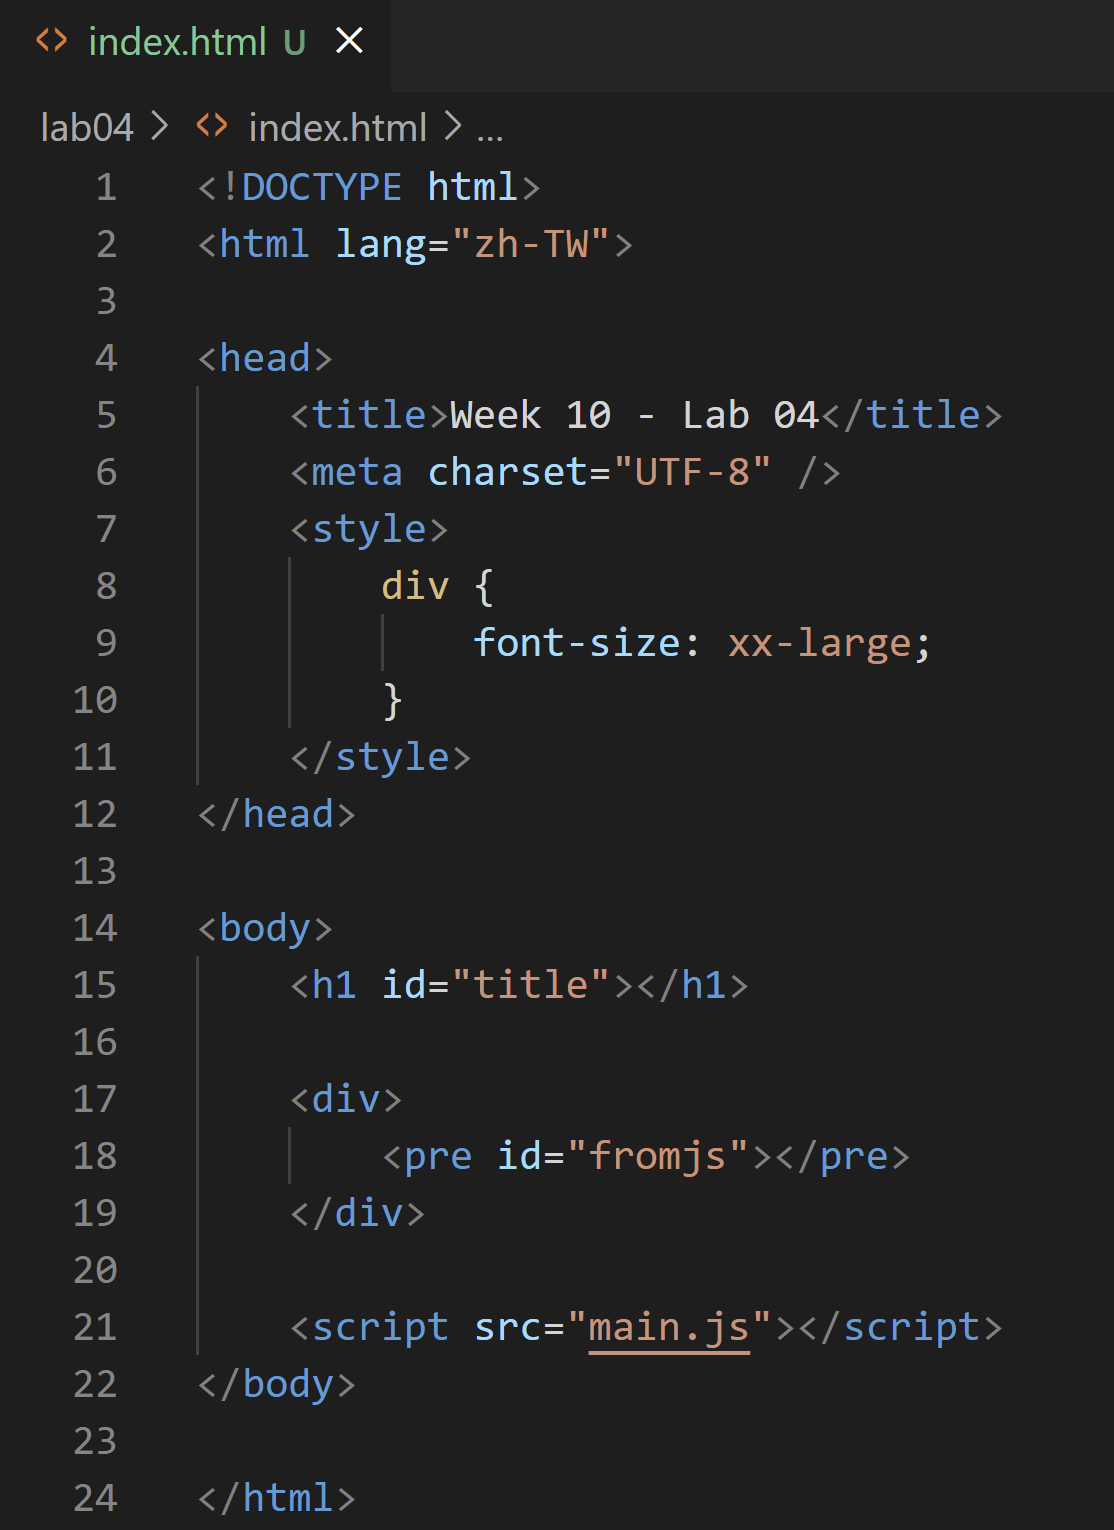 index.html U
lab04 > index.html > ...
1 <!DOCTYPE html>
2 <html lang="zh-TW">
3
4 <head>
5     <title>Week 10 - Lab 04</title>
6     <meta charset="UTF-8" />
7     <style>
8         div {
9             font-size: xx-large;
10         }
11     </style>
12 </head>
13
14 <body>
15     <h1 id="title"></h1>
16
17     <div>
18         <pre id="fromjs"></pre>
19     </div>
20
21     <script src="main.js"></script>
22 </body>
23
24 </html>